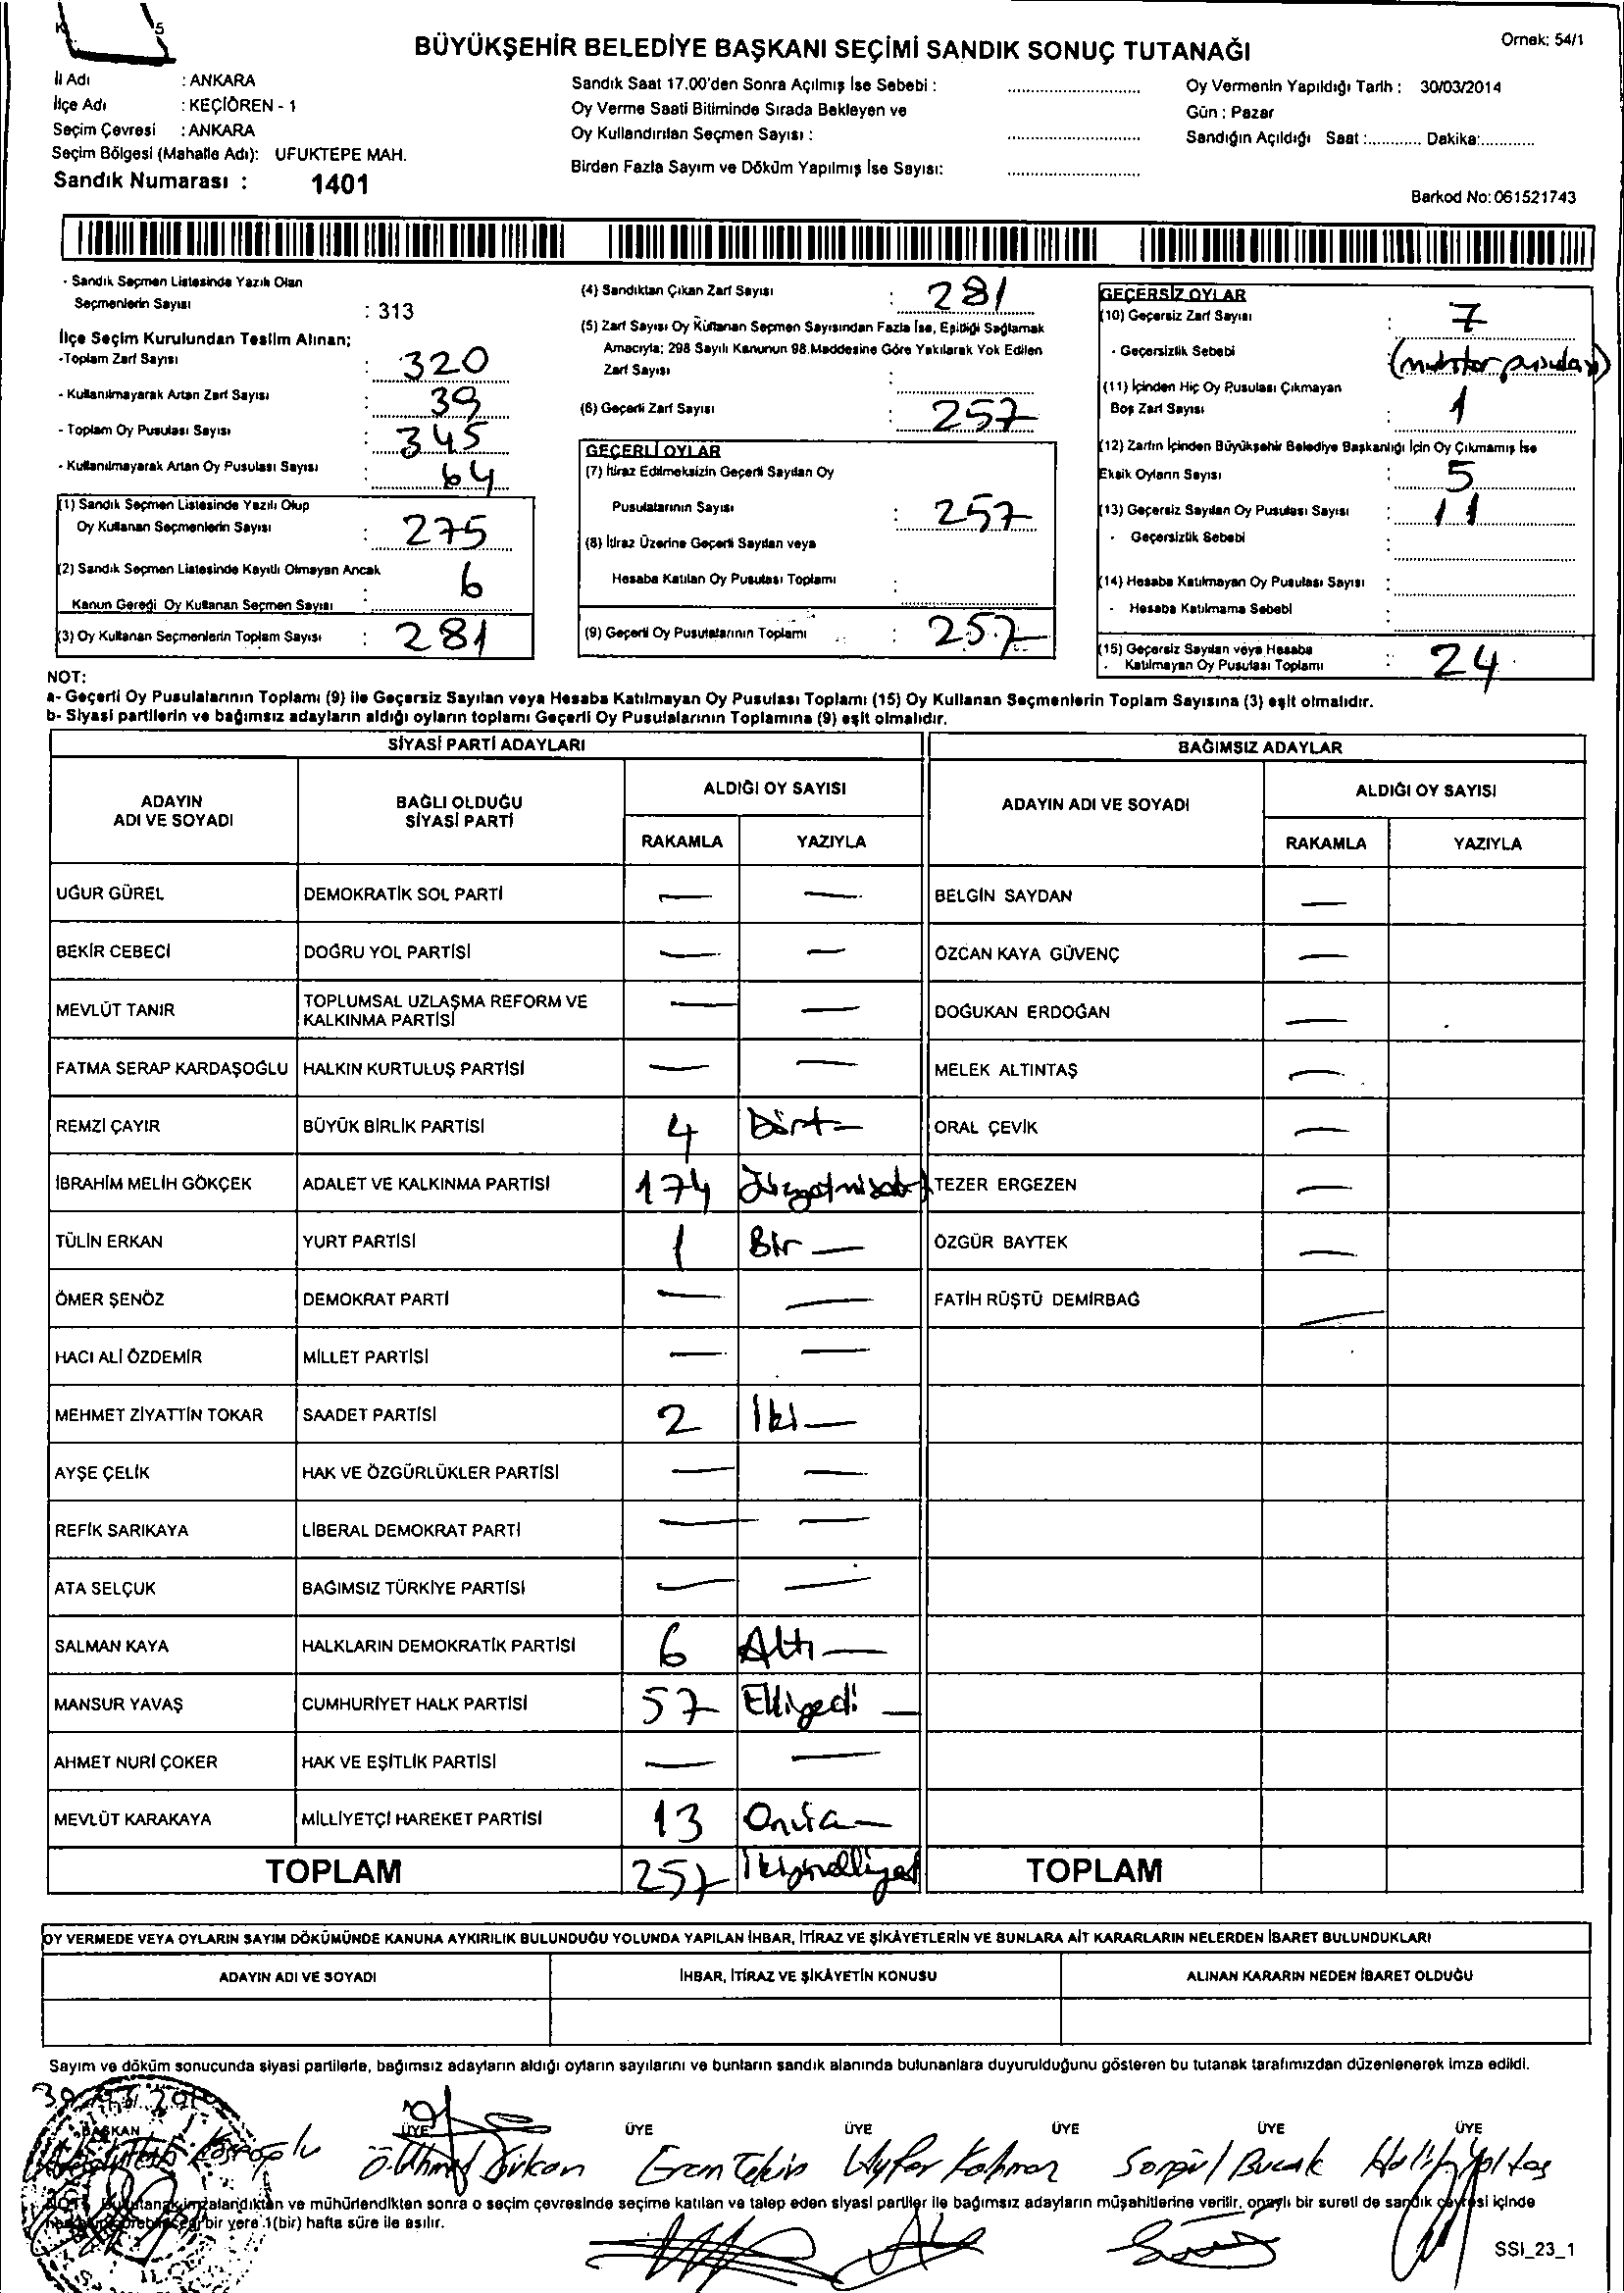 K 5
BÜYÜKŞEHİR BELEDİYE BAŞKANI SEÇİMİ SANDIK SONUÇ TUTANAĞI
Örnek: 54/1
İl Adı : ANKARA
İlçe Adı : KEÇİÖREN - 1
Seçim Çevresi : ANKARA
Seçim Bölgesi (Mahalle Adı): UFUKTEPE MAH.
Sandık Numarası : 1401
Sandık Saat 17.00'den Sonra Açılmış İse Sebebi :
Oy Verme Saati Bitiminde Sırada Bekleyen ve
Oy Kullandırılan Seçmen Sayısı :
Birden Fazla Sayım ve Döküm Yapılmış İse Sayısı:
Oy Vermenin Yapıldığı Tarih : 30/03/2014
Gün : Pazar
Sandığın Açıldığı Saat :............ Dakika:............
Barkod No:061521743
- Sandık Seçmen Listesinde Yazılı Olan
Seçmenlerin Sayısı : 313
İlçe Seçim Kurulundan Teslim Alınan;
-Toplam Zarf Sayısı : 320
- Kullanılmayarak Artan Zarf Sayısı : 39
- Toplam Oy Pusulası Sayısı : 345
- Kullanılmayarak Artan Oy Pusulası Sayısı : 64
(1) Sandık Seçmen Listesinde Yazılı Olup
Oy Kullanan Seçmenlerin Sayısı : 275
(2) Sandık Seçmen Listesinde Kayıtlı Olmayan Ancak
Kanun Gereği Oy Kullanan Seçmen Sayısı : 6
(3) Oy Kullanan Seçmenlerin Toplam Sayısı : 281
(4) Sandıktan Çıkan Zarf Sayısı : 281
(5) Zarf Sayısı Oy Kullanan Seçmen Sayısından Fazla İse, Eşitliği Sağlamak
Amacıyla; 298 Sayılı Kanunun 98.Maddesine Göre Yakılarak Yok Edilen
Zarf Sayısı :
(6) Geçerli Zarf Sayısı : 257
GEÇERLİ OYLAR
(7) İtiraz Edilmeksizin Geçerli Sayılan Oy
Pusulalarının Sayısı : 257
(8) İtiraz Üzerine Geçerli Sayılan veya
Hesaba Katılan Oy Pusulası Toplamı :
(9) Geçerli Oy Pusulalarının Toplamı : 257
GEÇERSİZ OYLAR
(10) Geçersiz Zarf Sayısı : 7
- Geçersizlik Sebebi : (muhtar pusulası)
(11) İçinden Hiç Oy Pusulası Çıkmayan
Boş Zarf Sayısı : 1
(12) Zarfın İçinden Büyükşehir Belediye Başkanlığı İçin Oy Çıkmamış İse
Eksik Oyların Sayısı : 5
(13) Geçersiz Sayılan Oy Pusulası Sayısı : 11
- Geçersizlik Sebebi :
(14) Hesaba Katılmayan Oy Pusulası Sayısı :
- Hesaba Katılmama Sebebi :
(15) Geçersiz Sayılan veya Hesaba
- Katılmayan Oy Pusulası Toplamı : 24
NOT:
a- Geçerli Oy Pusulalarının Toplamı (9) ile Geçersiz Sayılan veya Hesaba Katılmayan Oy Pusulası Toplamı (15) Oy Kullanan Seçmenlerin Toplam Sayısına (3) eşit olmalıdır.
b- Siyasi partilerin ve bağımsız adayların aldığı oyların toplamı Geçerli Oy Pusulalarının Toplamına (9) eşit olmalıdır.
SİYASİ PARTİ ADAYLARI
ADAYIN ADI VE SOYADI BAĞLI OLDUĞU SİYASİ PARTİ ALDIĞI OY SAYISI
RAKAMLA YAZIYLA
UĞUR GÜREL DEMOKRATİK SOL PARTİ — —
BEKİR CEBECİ DOĞRU YOL PARTİSİ — —
MEVLÜT TANIR TOPLUMSAL UZLAŞMA REFORM VE KALKINMA PARTİSİ — —
FATMA SERAP KARDAŞOĞLU HALKIN KURTULUŞ PARTİSİ — —
REMZİ ÇAYIR BÜYÜK BİRLİK PARTİSİ 4 Dört —
İBRAHİM MELİH GÖKÇEK ADALET VE KALKINMA PARTİSİ 174
TÜLİN ERKAN YURT PARTİSİ 1 Bir —
ÖMER ŞENÖZ DEMOKRAT PARTİ — —
HACI ALİ ÖZDEMİR MİLLET PARTİSİ — —
MEHMET ZİYATTİN TOKAR SAADET PARTİSİ 2 İki —
AYŞE ÇELİK HAK VE ÖZGÜRLÜKLER PARTİSİ — —
REFİK SARIKAYA LİBERAL DEMOKRAT PARTİ — —
ATA SELÇUK BAĞIMSIZ TÜRKİYE PARTİSİ — —
SALMAN KAYA HALKLARIN DEMOKRATİK PARTİSİ 6 Altı —
MANSUR YAVAŞ CUMHURİYET HALK PARTİSİ 57 Elliyedi —
AHMET NURİ ÇOKER HAK VE EŞİTLİK PARTİSİ — —
MEVLÜT KARAKAYA MİLLİYETÇİ HAREKET PARTİSİ 13 Onüç —
TOPLAM 257 İkiyüzelliyedi
BAĞIMSIZ ADAYLAR
ADAYIN ADI VE SOYADI ALDIĞI OY SAYISI
RAKAMLA YAZIYLA
BELGİN SAYDAN —
ÖZCAN KAYA GÜVENÇ —
DOĞUKAN ERDOĞAN —
MELEK ALTINTAŞ —
ORAL ÇEVİK —
TEZER ERGEZEN —
ÖZGÜR BAYTEK —
FATİH RÜŞTÜ DEMİRBAĞ —
TOPLAM
OY VERMEDE VEYA OYLARIN SAYIM DÖKÜMÜNDE KANUNA AYKIRILIK BULUNDUĞU YOLUNDA YAPILAN İHBAR, İTİRAZ VE ŞİKÂYETLERİN VE BUNLARA AİT KARARLARIN NELERDEN İBARET BULUNDUKLARI
ADAYIN ADI VE SOYADI İHBAR, İTİRAZ VE ŞİKÂYETİN KONUSU ALINAN KARARIN NEDEN İBARET OLDUĞU
Sayım ve döküm sonucunda siyasi partilerle, bağımsız adayların aldığı oyların sayılarını ve bunların sandık alanında bulunanlara duyurulduğunu gösteren bu tutanak tarafımızdan düzenlenerek imza edildi.
BAŞKAN ÜYE ÜYE ÜYE ÜYE ÜYE ÜYE
Eren Tekin Songül Bucak
NOT: Bu tutanak imzalandıktan ve mühürlendikten sonra o seçim çevresinde seçime katılan ve talep eden siyasi partiler ile bağımsız adayların müşahitlerine verilir, onaylı bir sureti de sandık çevresi içinde
bir yere 1(bir) hafta süre ile asılır.
SSI_23_1